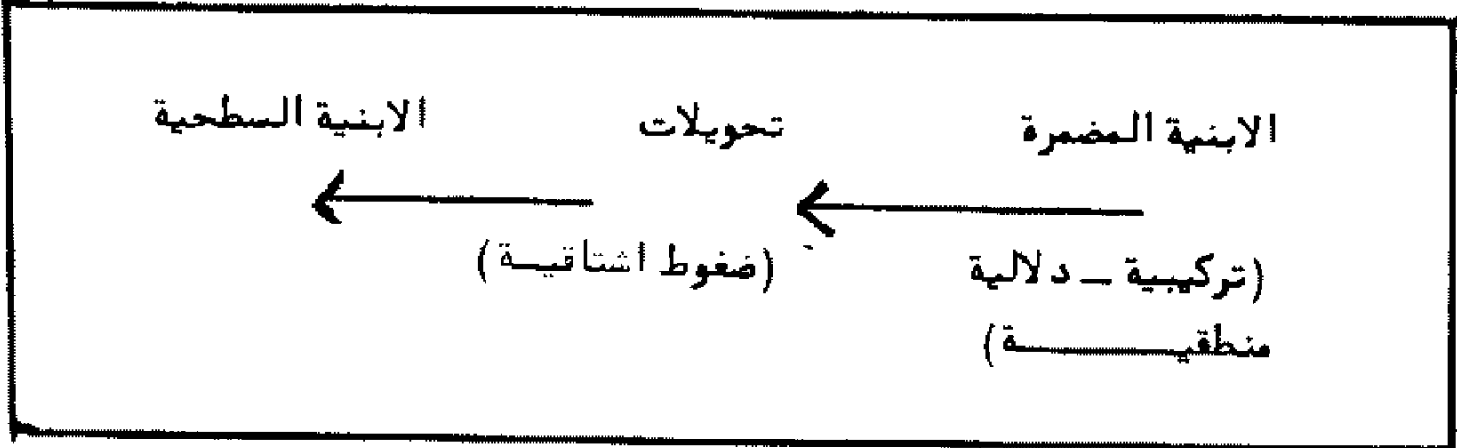 الابنية المضمرة تحويلات الابنية السطحية
(تركيبية – دلالية (ضغوط اشتاقيـة)
منطقيـــــة)